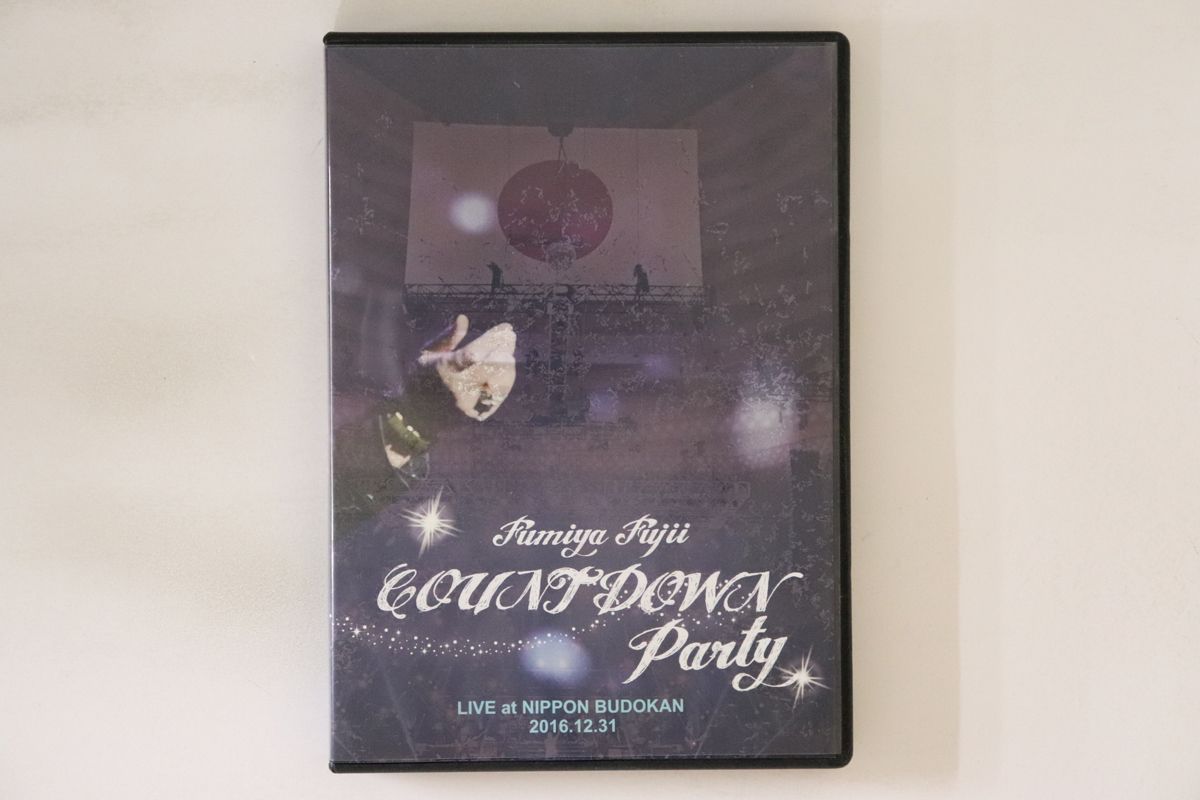 Fumiya Fujii
COUNTDOWN
Party
LIVE at NIPPON BUDOKAN
2016.12.31